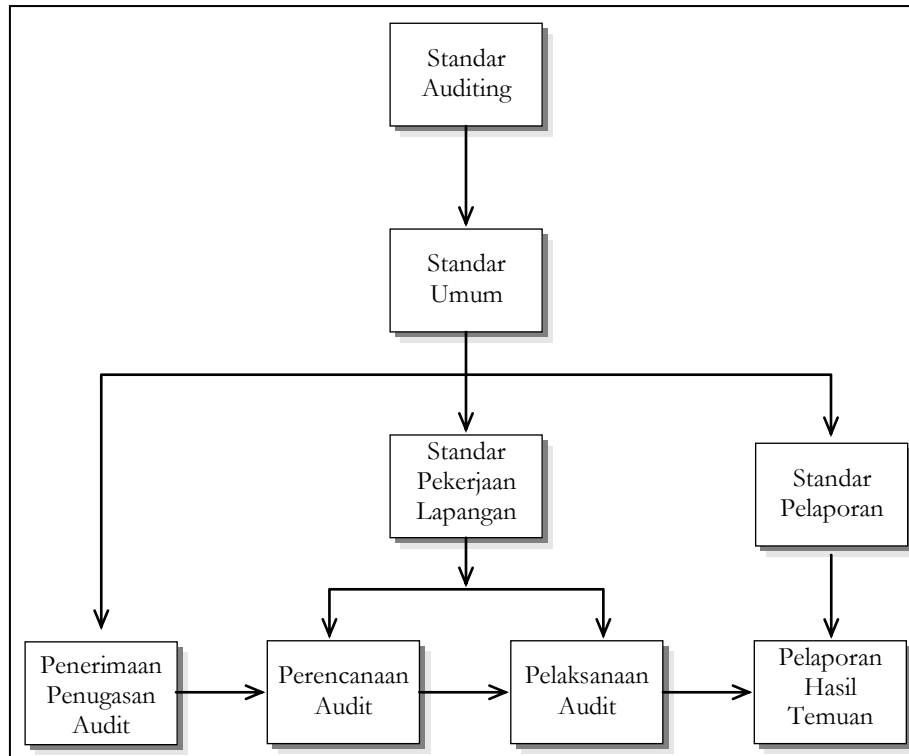 Standar
Auditing
Standar
Umum
Standar
Pekerjaan
Lapangan
Standar
Pelaporan
Penerimaan
Penugasan
Audit
Perencanaan
Audit
Pelaksanaan
Audit
Pelaporan
Hasil
Temuan